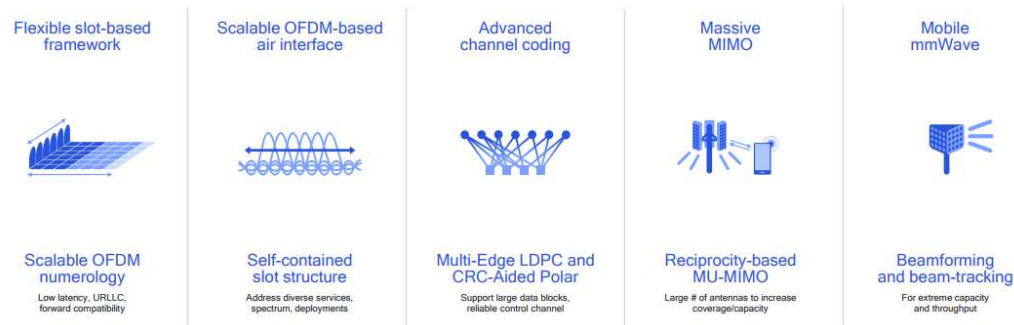 Flexible slot-based
framework
Scalable OFDM-based
air interface
Advanced
channel coding
Massive
MIMO
Mobile
mmWave
Scalable OFDM
numerology
Low latency, URLLC,
forward compatibility
Self-contained
slot structure
Address diverse services,
spectrum, deployments
Multi-Edge LDPC and
CRC-Aided Polar
Support large data blocks,
reliable control channel
Reciprocity-based
MU-MIMO
Large # of antennas to increase
coverage/capacity
Beamforming
and beam-tracking
For extreme capacity
and throughput